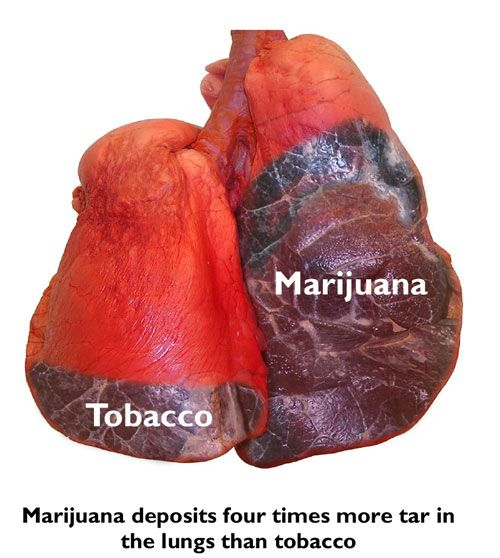 Marijuana
Tobacco
Marijuana deposits four times more tar in
the lungs than tobacco